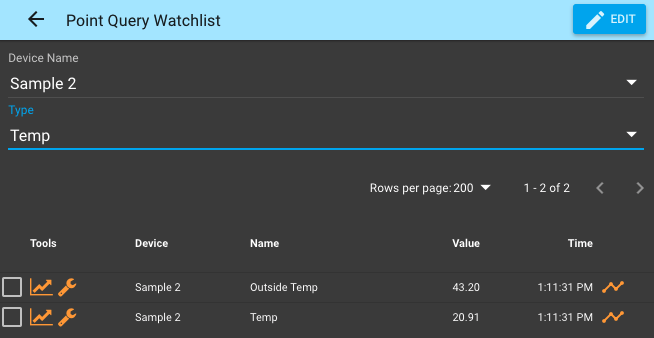 Point Query Watchlist
EDIT
Device Name
Sample 2
Type
Temp
Rows per page: 200 1 - 2 of 2
Tools Device Name Value Time
Sample 2 Outside Temp 43.20 1:11:31 PM
Sample 2 Temp 20.91 1:11:31 PM